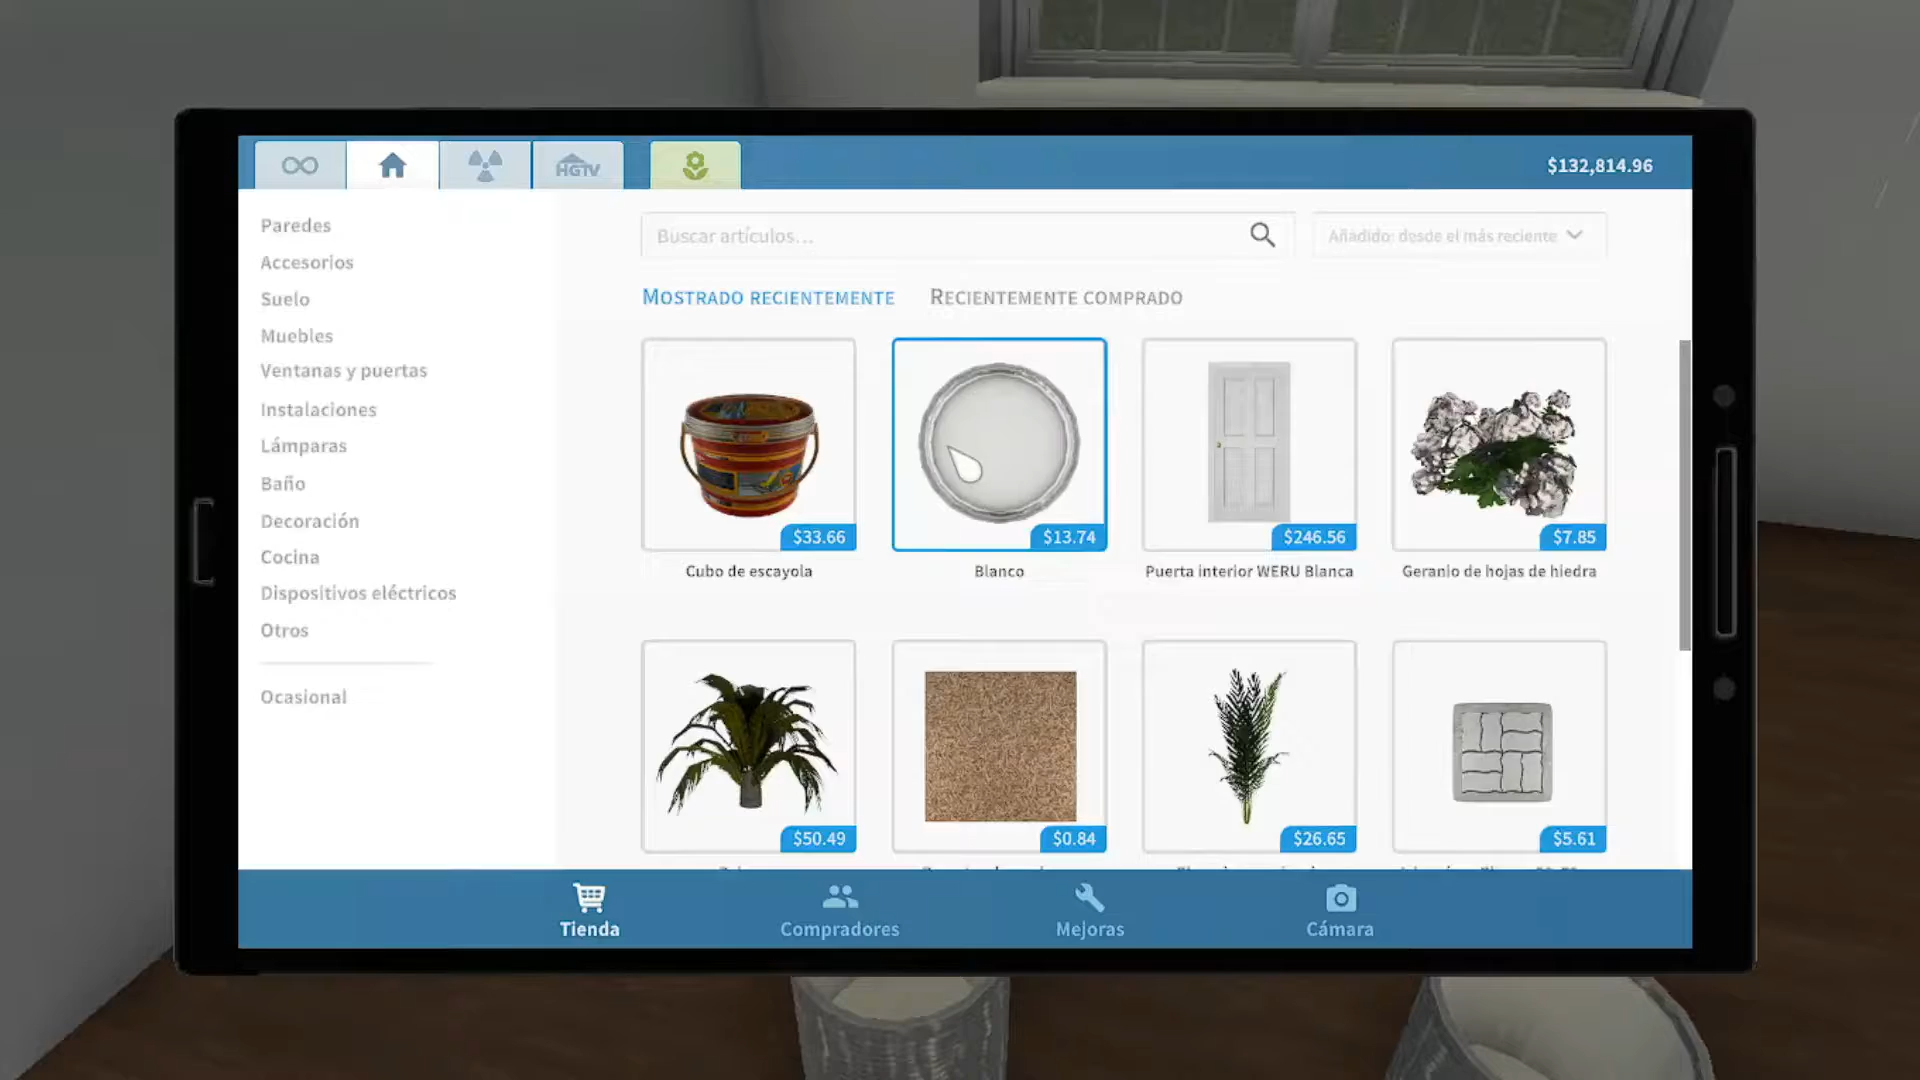 HGTV
$132,814.96
Paredes
Accesorios
Suelo
Muebles
Ventanas y puertas
Instalaciones
Lámparas
Baño
Decoración
Cocina
Dispositivos eléctricos
Otros
Ocasional
Buscar artículos...
Añadido: desde el más reciente
MOSTRADO RECIENTEMENTE
RECIENTEMENTE COMPRADO
$33.66
$13.74
$246.56
$7.85
Cubo de escayola
Blanco
Puerta interior WERU Blanca
Geranio de hojas de hiedra
$50.49
$0.84
$26.65
$5.61
Tienda
Compradores
Mejoras
Cámara